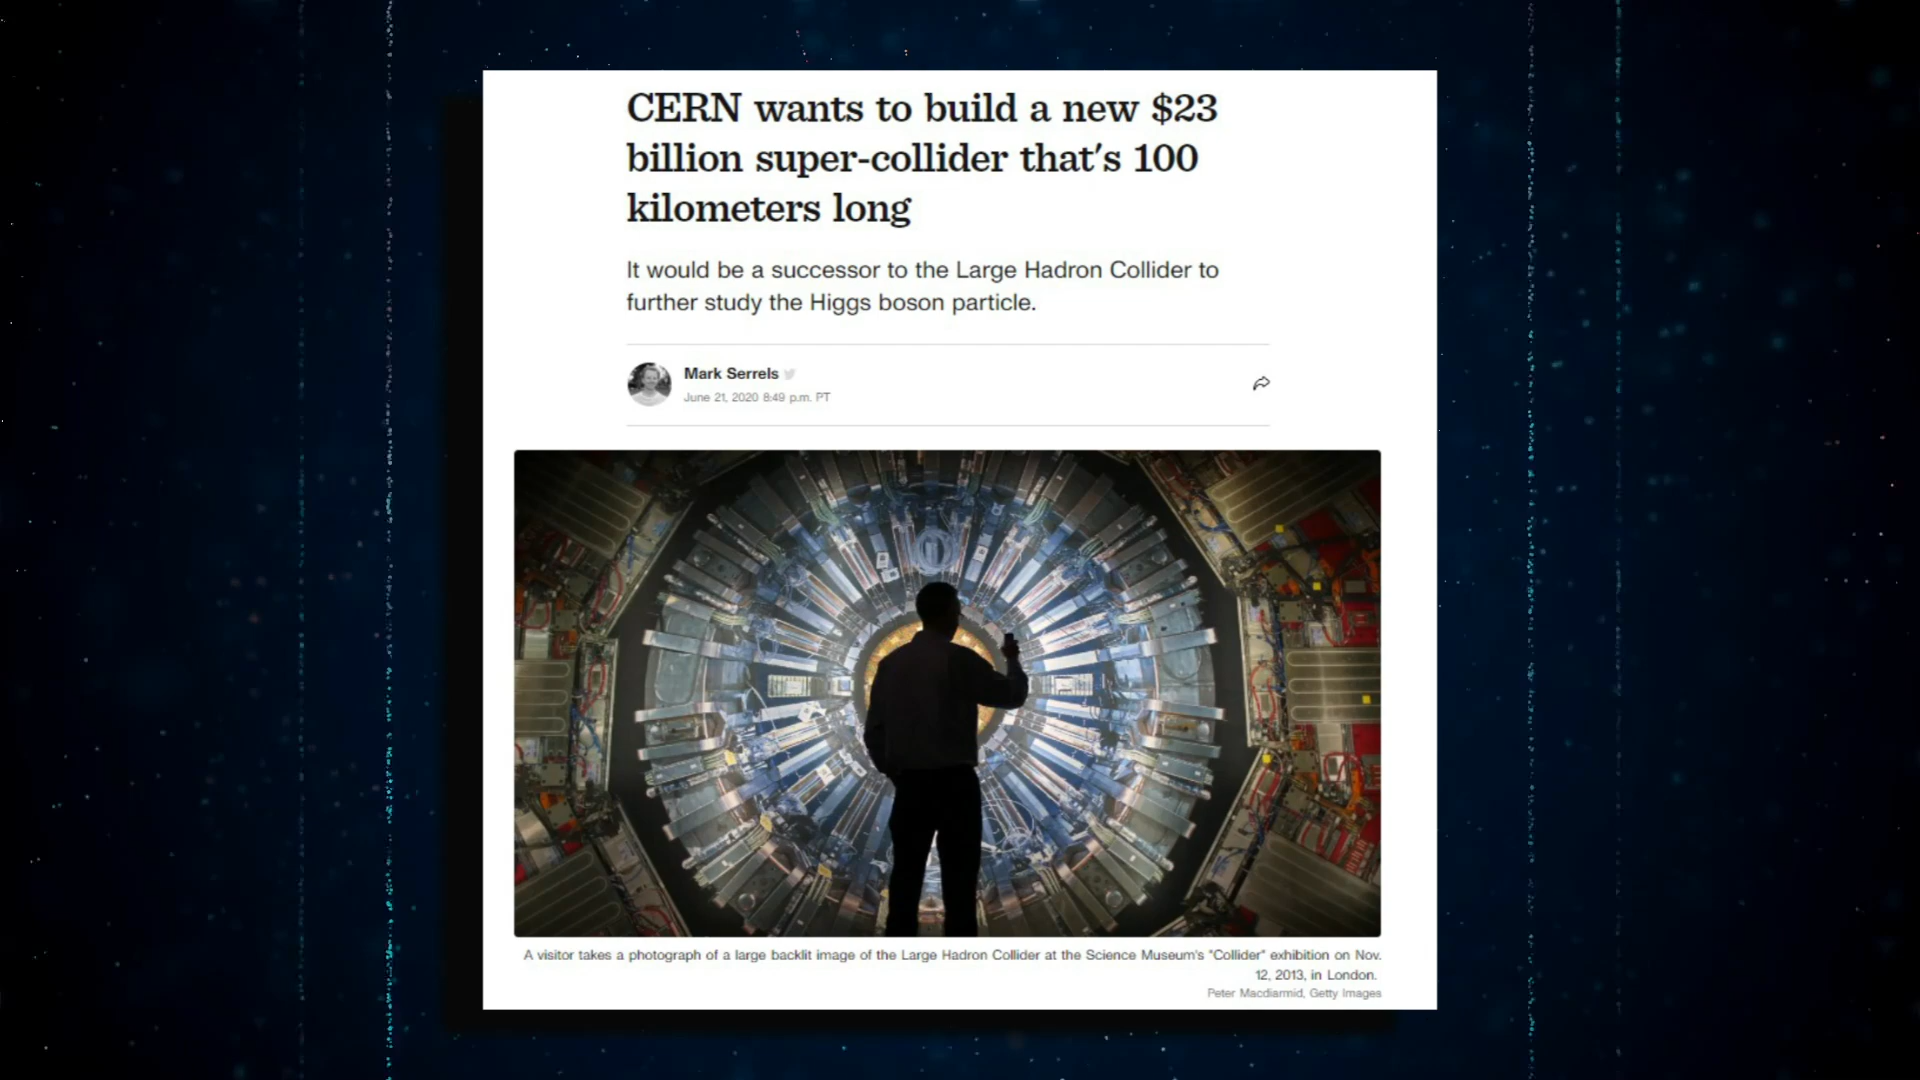 CERN wants to build a new $23
billion super-collider that's 100
kilometers long
It would be a successor to the Large Hadron Collider to
further study the Higgs boson particle.
Mark Serrels
June 21, 2020 8:49 p.m. PT
A visitor takes a photograph of a large backlit image of the Large Hadron Collider at the Science Museum's "Collider" exhibition on Nov.
12, 2013, in London.
Peter Macdiarmid, Getty Images